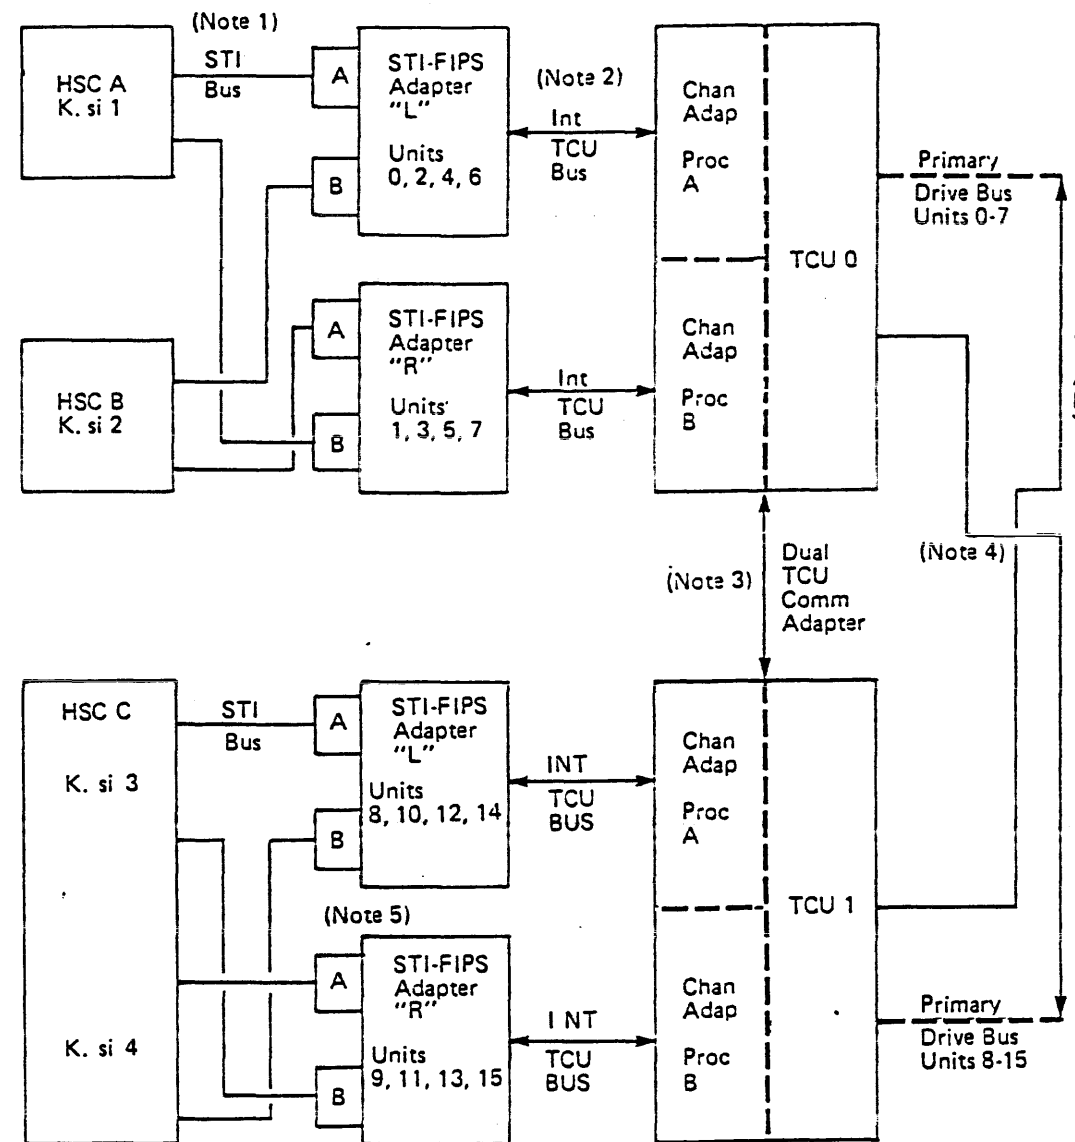 (Note 1)
STI
Bus
HSC A
K. si 1
A
B
STI-FIPS
Adapter
"L"
Units
0, 2, 4, 6
(Note 2)
Int
TCU
Bus
Chan
Adap
Proc
A
TCU 0
Primary
Drive Bus
Units 0-7
HSC B
K. si 2
A
B
STI-FIPS
Adapter
"R"
Units
1, 3, 5, 7
Int
TCU
Bus
Chan
Adap
Proc
B
(Note 3)
Dual
TCU
Comm
Adapter
(Note 4)
HSC C
K. si 3
K. si 4
STI
Bus
A
B
STI-FIPS
Adapter
"L"
Units
8, 10, 12, 14
INT
TCU
BUS
Chan
Adap
Proc
A
TCU 1
(Note 5)
A
B
STI-FIPS
Adapter
"R"
Units
9, 11, 13, 15
I NT
TCU
BUS
Chan
Adap
Proc
B
Primary
Drive Bus
Units 8-15